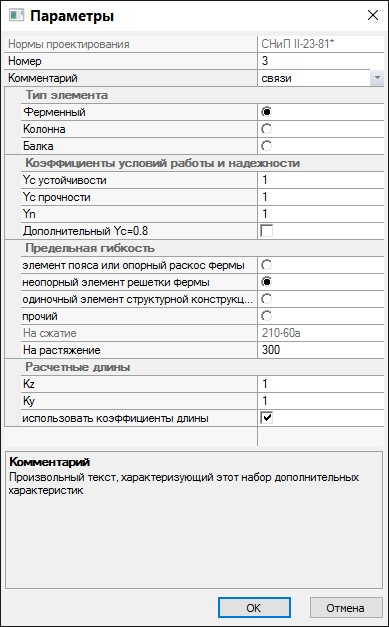 Параметры
Нормы проектирования СНиП II-23-81*
Номер 3
Комментарий связи
Тип элемента
Ферменный
Колонна
Балка
Коэффициенты условий работы и надежности
Yc устойчивости 1
Yc прочности 1
Yn 1
Дополнительный Yc=0.8
Предельная гибкость
элемент пояса или опорный раскос фермы
неопорный элемент решетки фермы
одиночный элемент структурной конструкц...
прочий
На сжатие 210-60a
На растяжение 300
Расчетные длины
Kz 1
Ky 1
использовать коэффициенты длины
Комментарий
Произвольный текст, характеризующий этот набор дополнительных
характеристик
OK Отмена